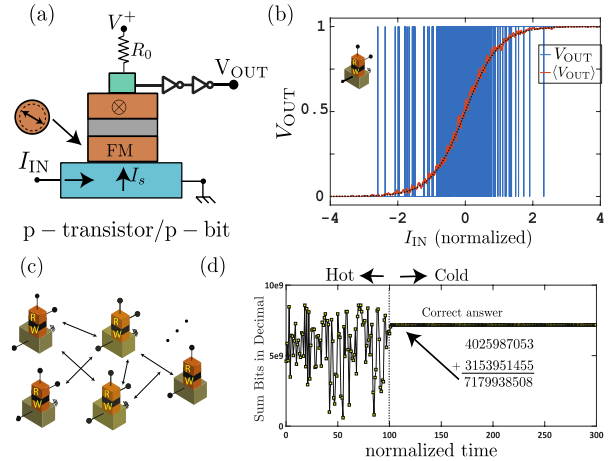 (a)
V+
R0
VOUT
FM
IIN
Is
p − transistor/p − bit
(b)
1
0.5
0
VOUT
VOUT
⟨VOUT⟩
−4 −2 0 2 4
IIN (normalized)
(c)
R
W
R
W
R
W
R
W
R
W
(d)
Hot
Cold
10e9
5e9
0
Sum Bits in Decimal
Correct answer
4025987053
+ 3153951455
7179938508
0 50 100 150 200 250 300
normalized time